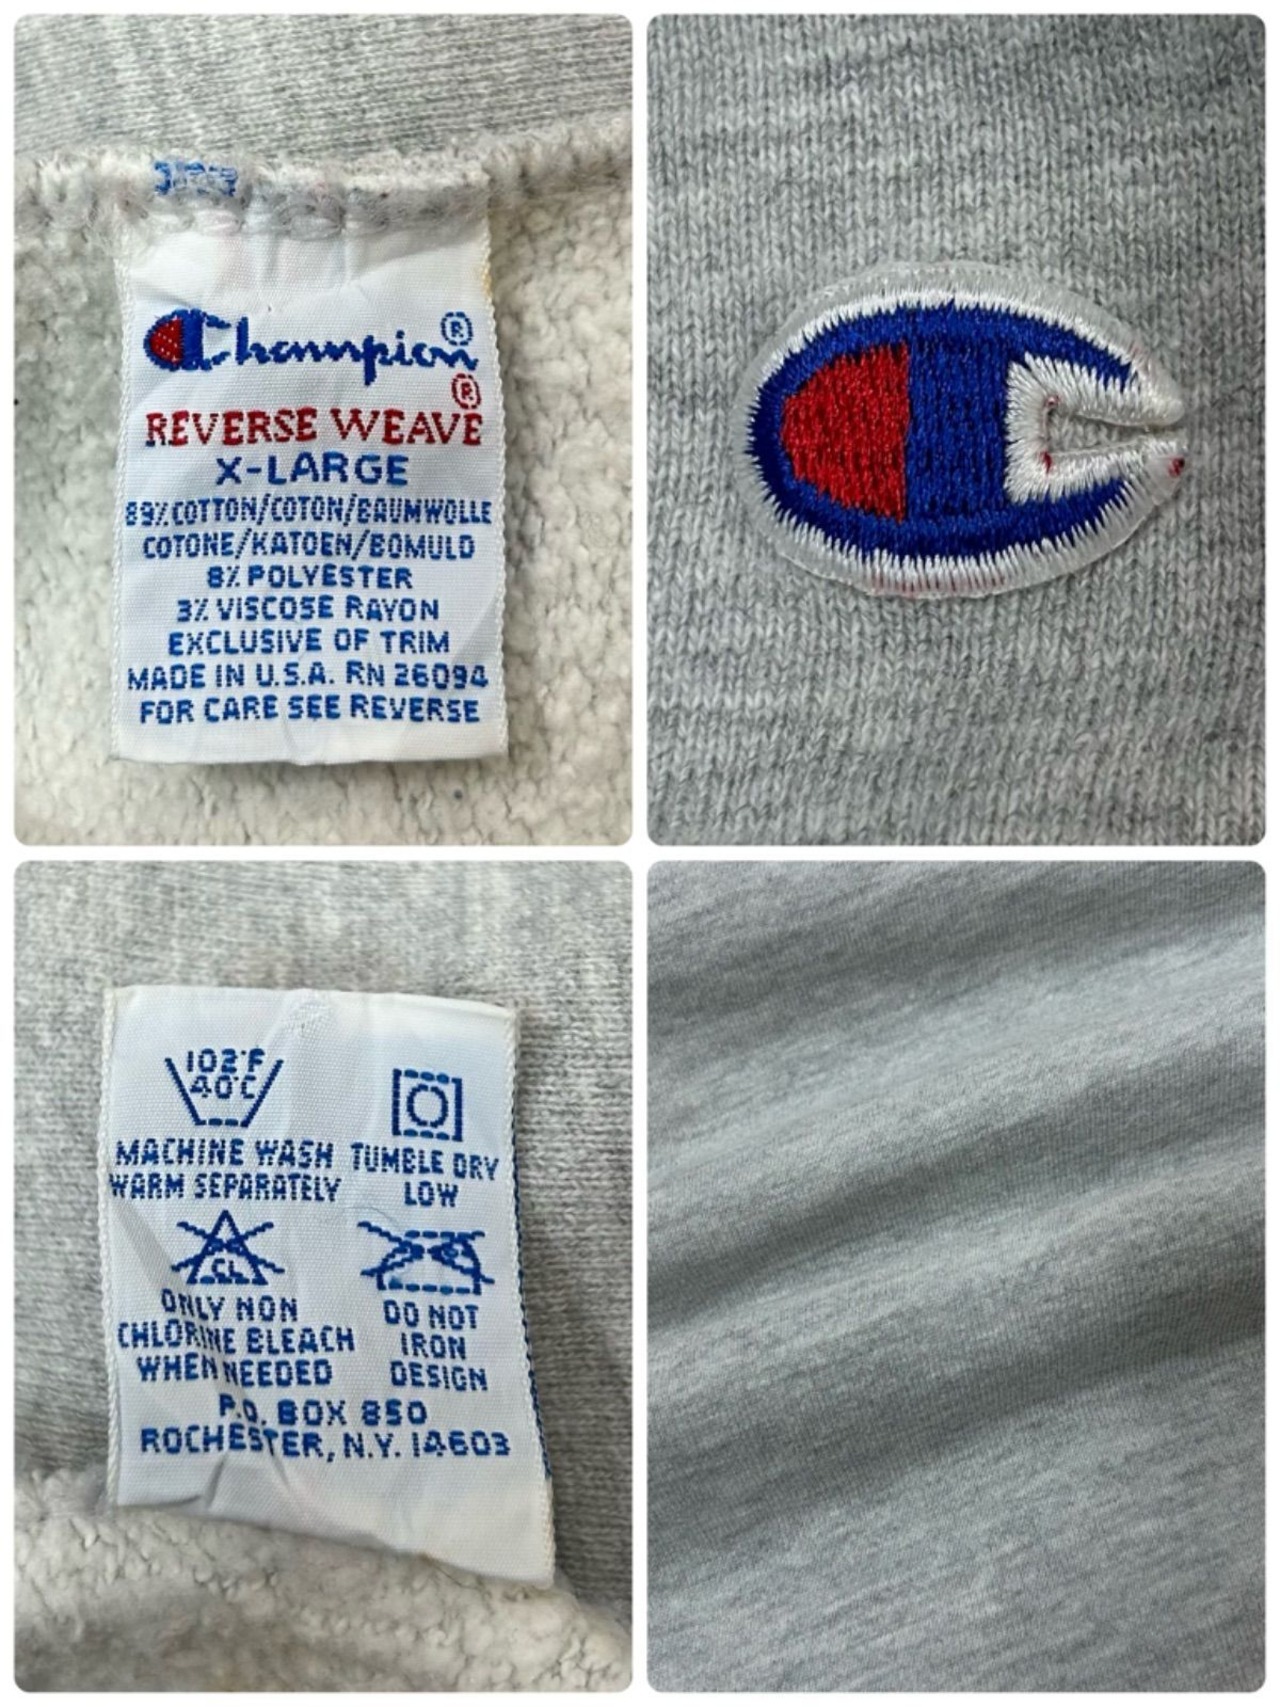 Champion®
®
REVERSE WEAVE
X-LARGE
89% COTTON/COTON/BAUMWOLLE
COTONE/KATOEN/BOMULD
8% POLYESTER
3% VISCOSE RAYON
EXCLUSIVE OF TRIM
MADE IN U.S.A. RN 26094
FOR CARE SEE REVERSE
102°F
40°C
MACHINE WASH
WARM SEPARATELY
TUMBLE DRY
LOW
CL
ONLY NON
CHLORINE BLEACH
WHEN NEEDED
DO NOT
IRON
DESIGN
P.O. BOX 850
ROCHESTER, N.Y. 14603